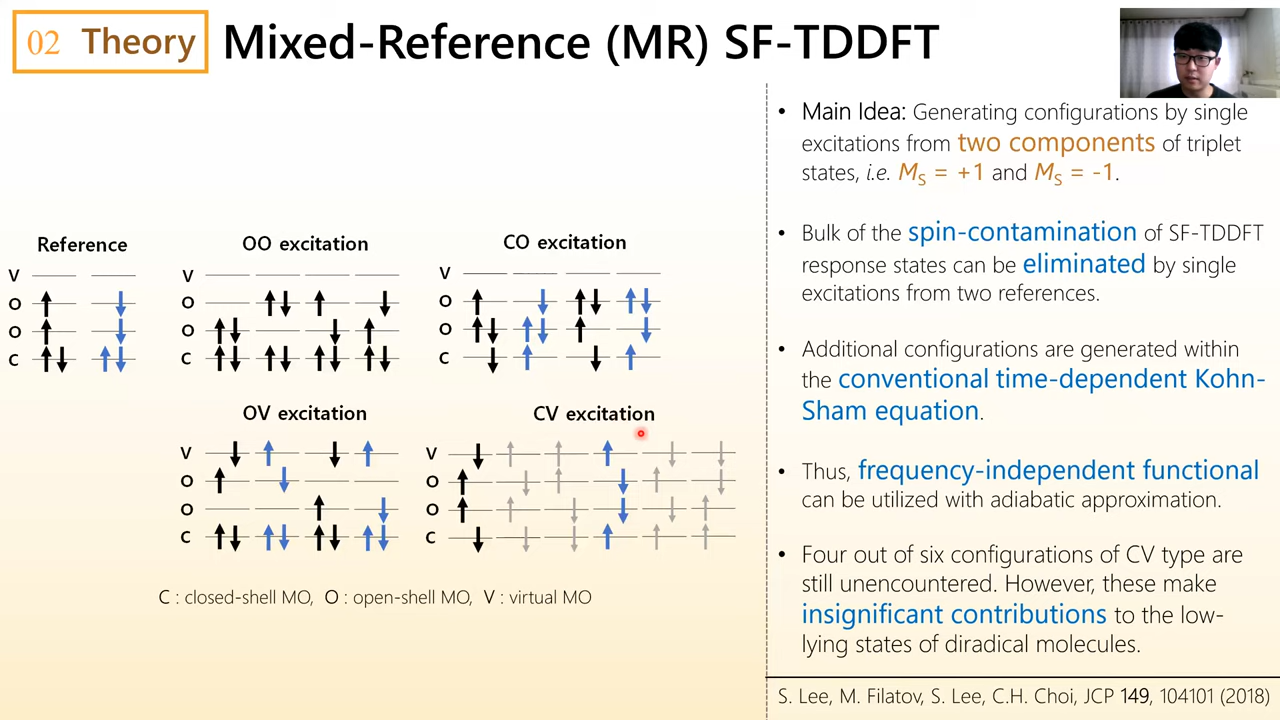 02 Theory
Mixed-Reference (MR) SF-TDDFT
Reference
OO excitation
CO excitation
V
O
O
C
V
O
O
C
V
O
O
C
OV excitation
CV excitation
V
O
O
C
V
O
O
C
C : closed-shell MO, O : open-shell MO, V : virtual MO
• Main Idea: Generating configurations by single
excitations from two components of triplet
states, i.e. MS = +1 and MS = -1.
• Bulk of the spin-contamination of SF-TDDFT
response states can be eliminated by single
excitations from two references.
• Additional configurations are generated within
the conventional time-dependent Kohn-
Sham equation.
• Thus, frequency-independent functional
can be utilized with adiabatic approximation.
• Four out of six configurations of CV type are
still unencountered. However, these make
insignificant contributions to the low-
lying states of diradical molecules.
S. Lee, M. Filatov, S. Lee, C.H. Choi, JCP 149, 104101 (2018)